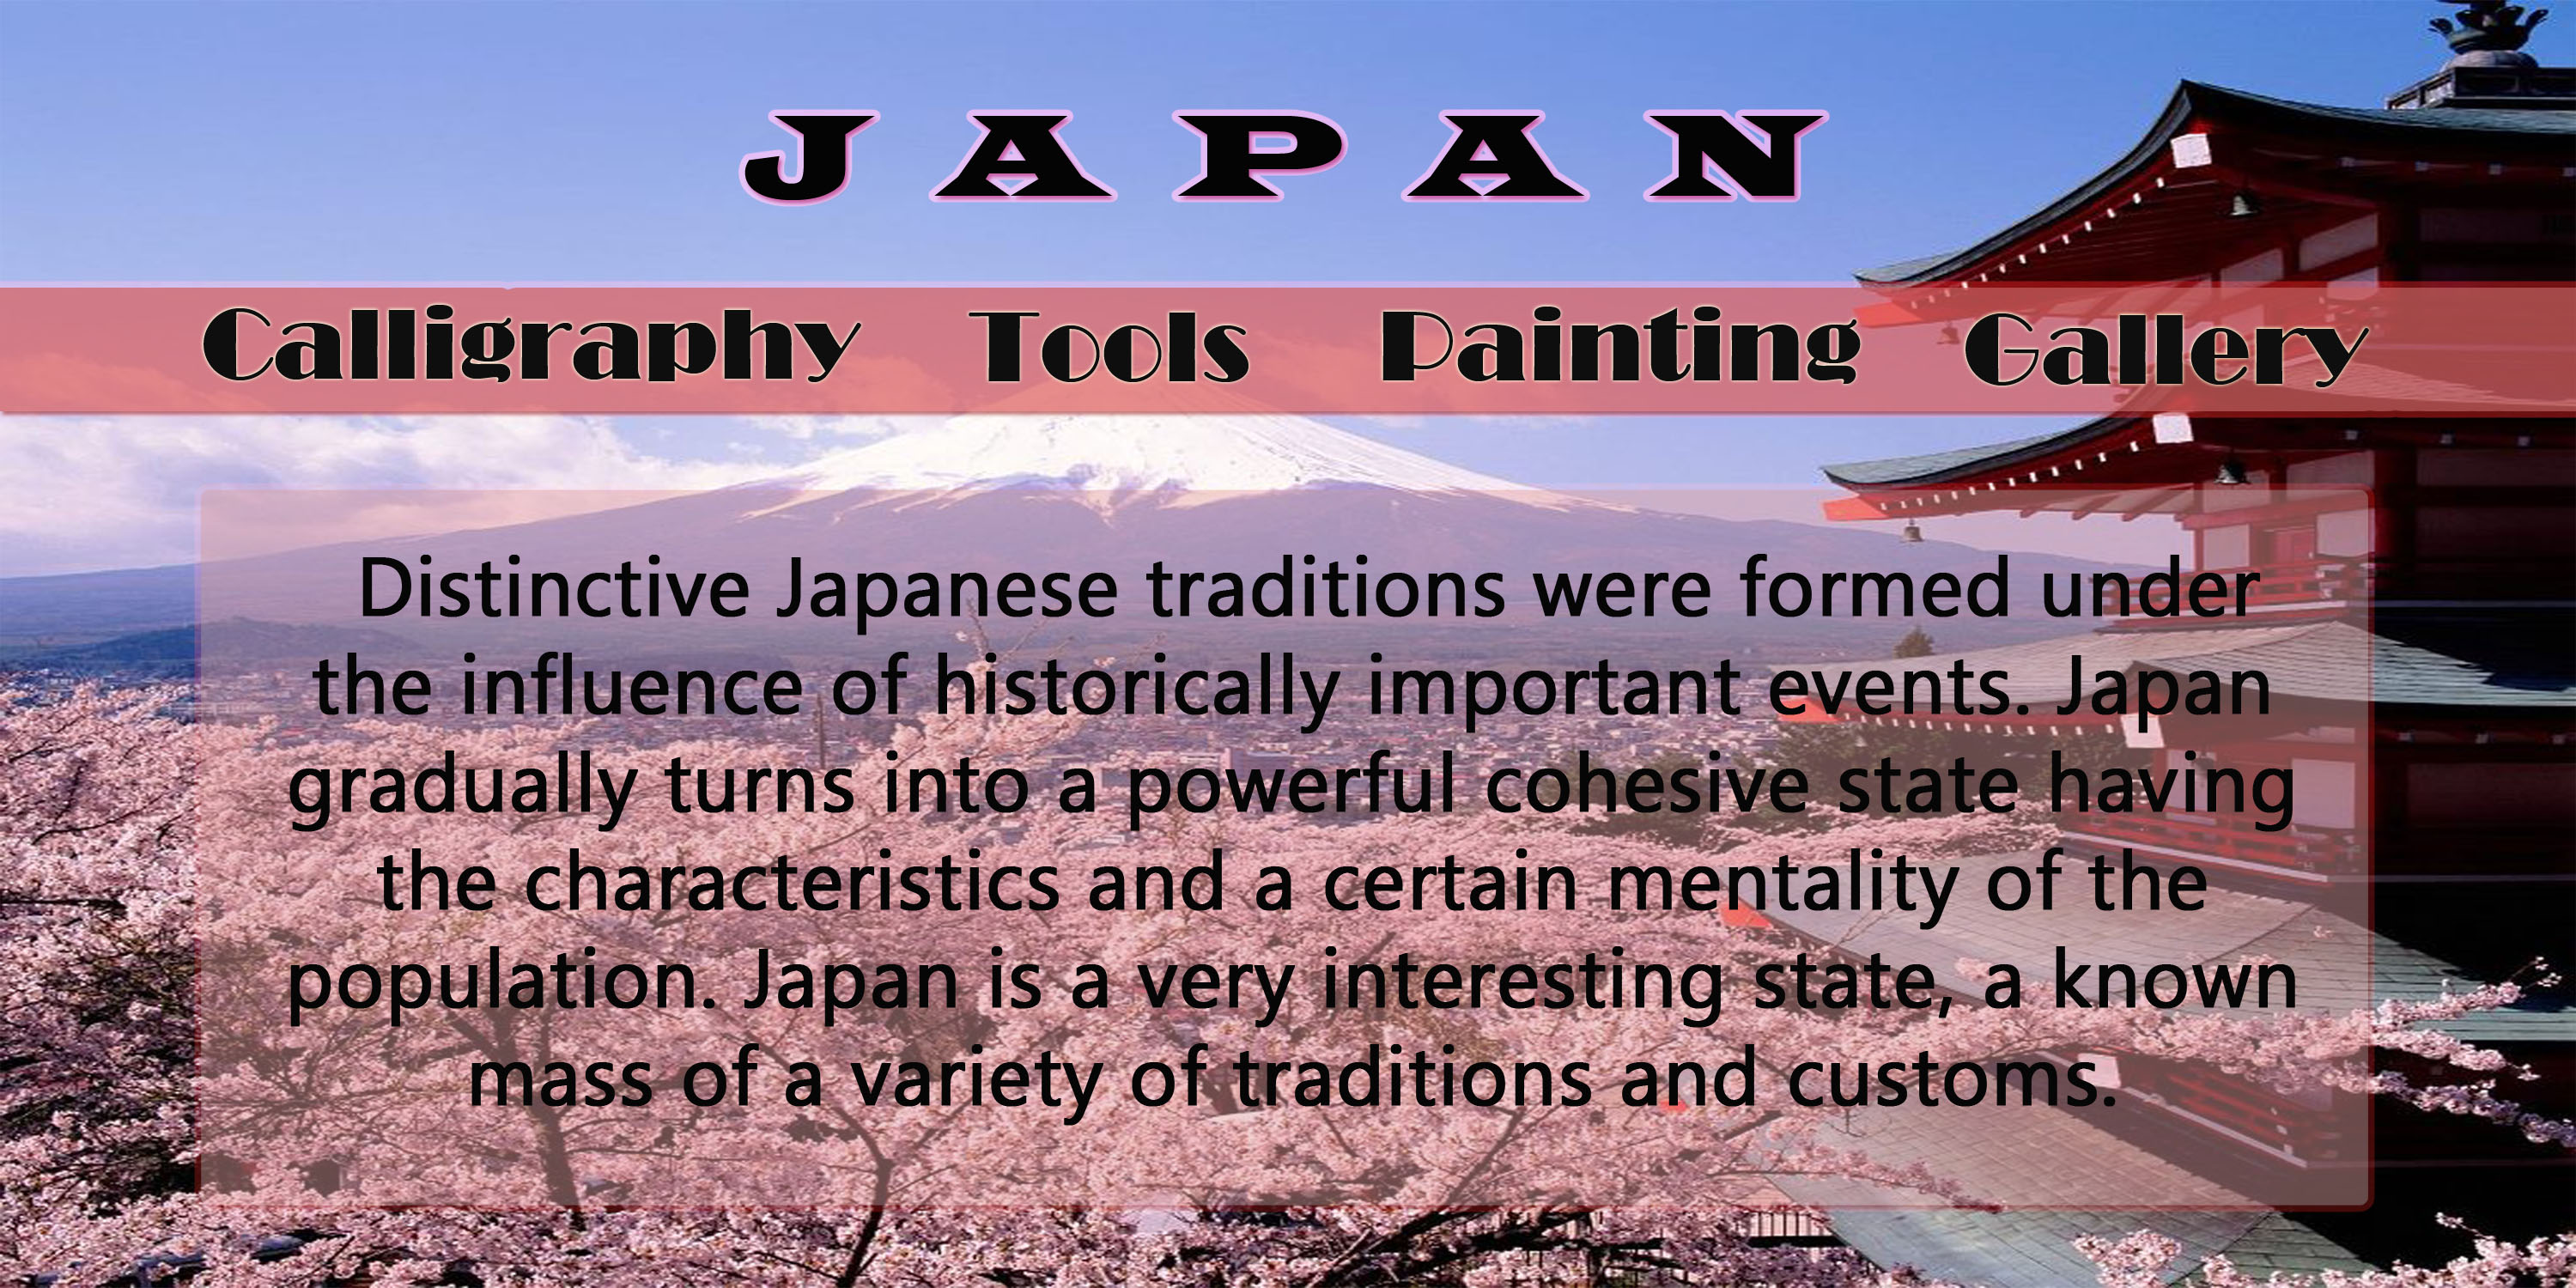 JAPAN
Calligraphy Tools Painting Gallery
Distinctive Japanese traditions were formed under
the influence of historically important events. Japan
gradually turns into a powerful cohesive state having
the characteristics and a certain mentality of the
population. Japan is a very interesting state, a known
mass of a variety of traditions and customs.